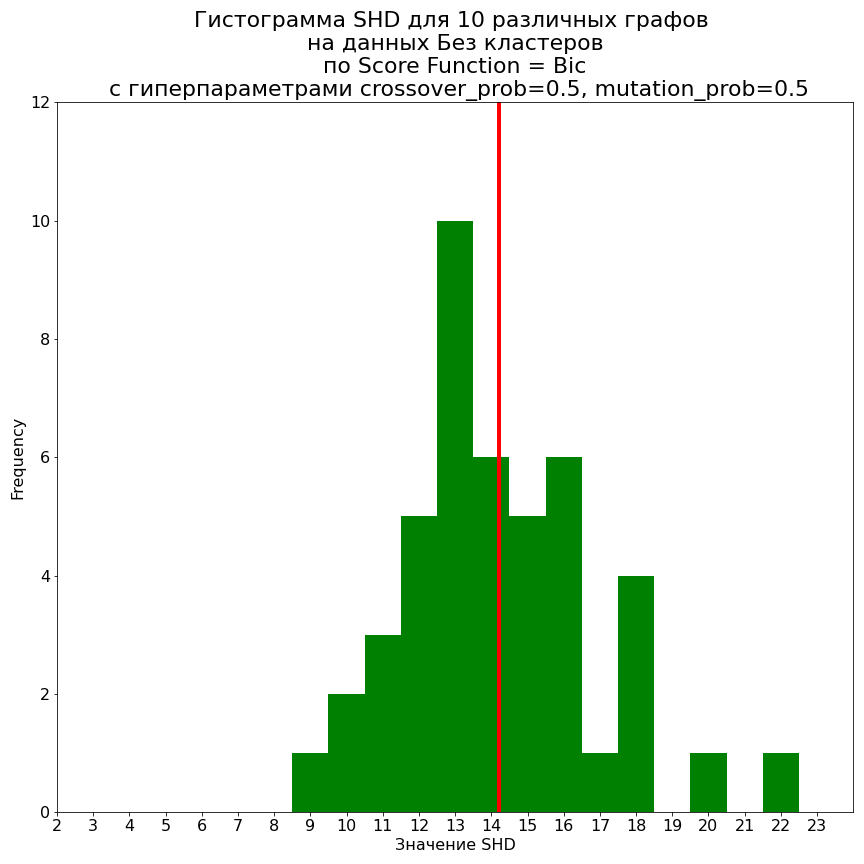 Гистограмма SHD для 10 различных графов
на данных Без кластеров
по Score Function = Bic
с гиперпараметрами crossover_prob=0.5, mutation_prob=0.5
12
10
8
6
4
2
0
Frequency
2 3 4 5 6 7 8 9 10 11 12 13 14 15 16 17 18 19 20 21 22 23
Значение SHD